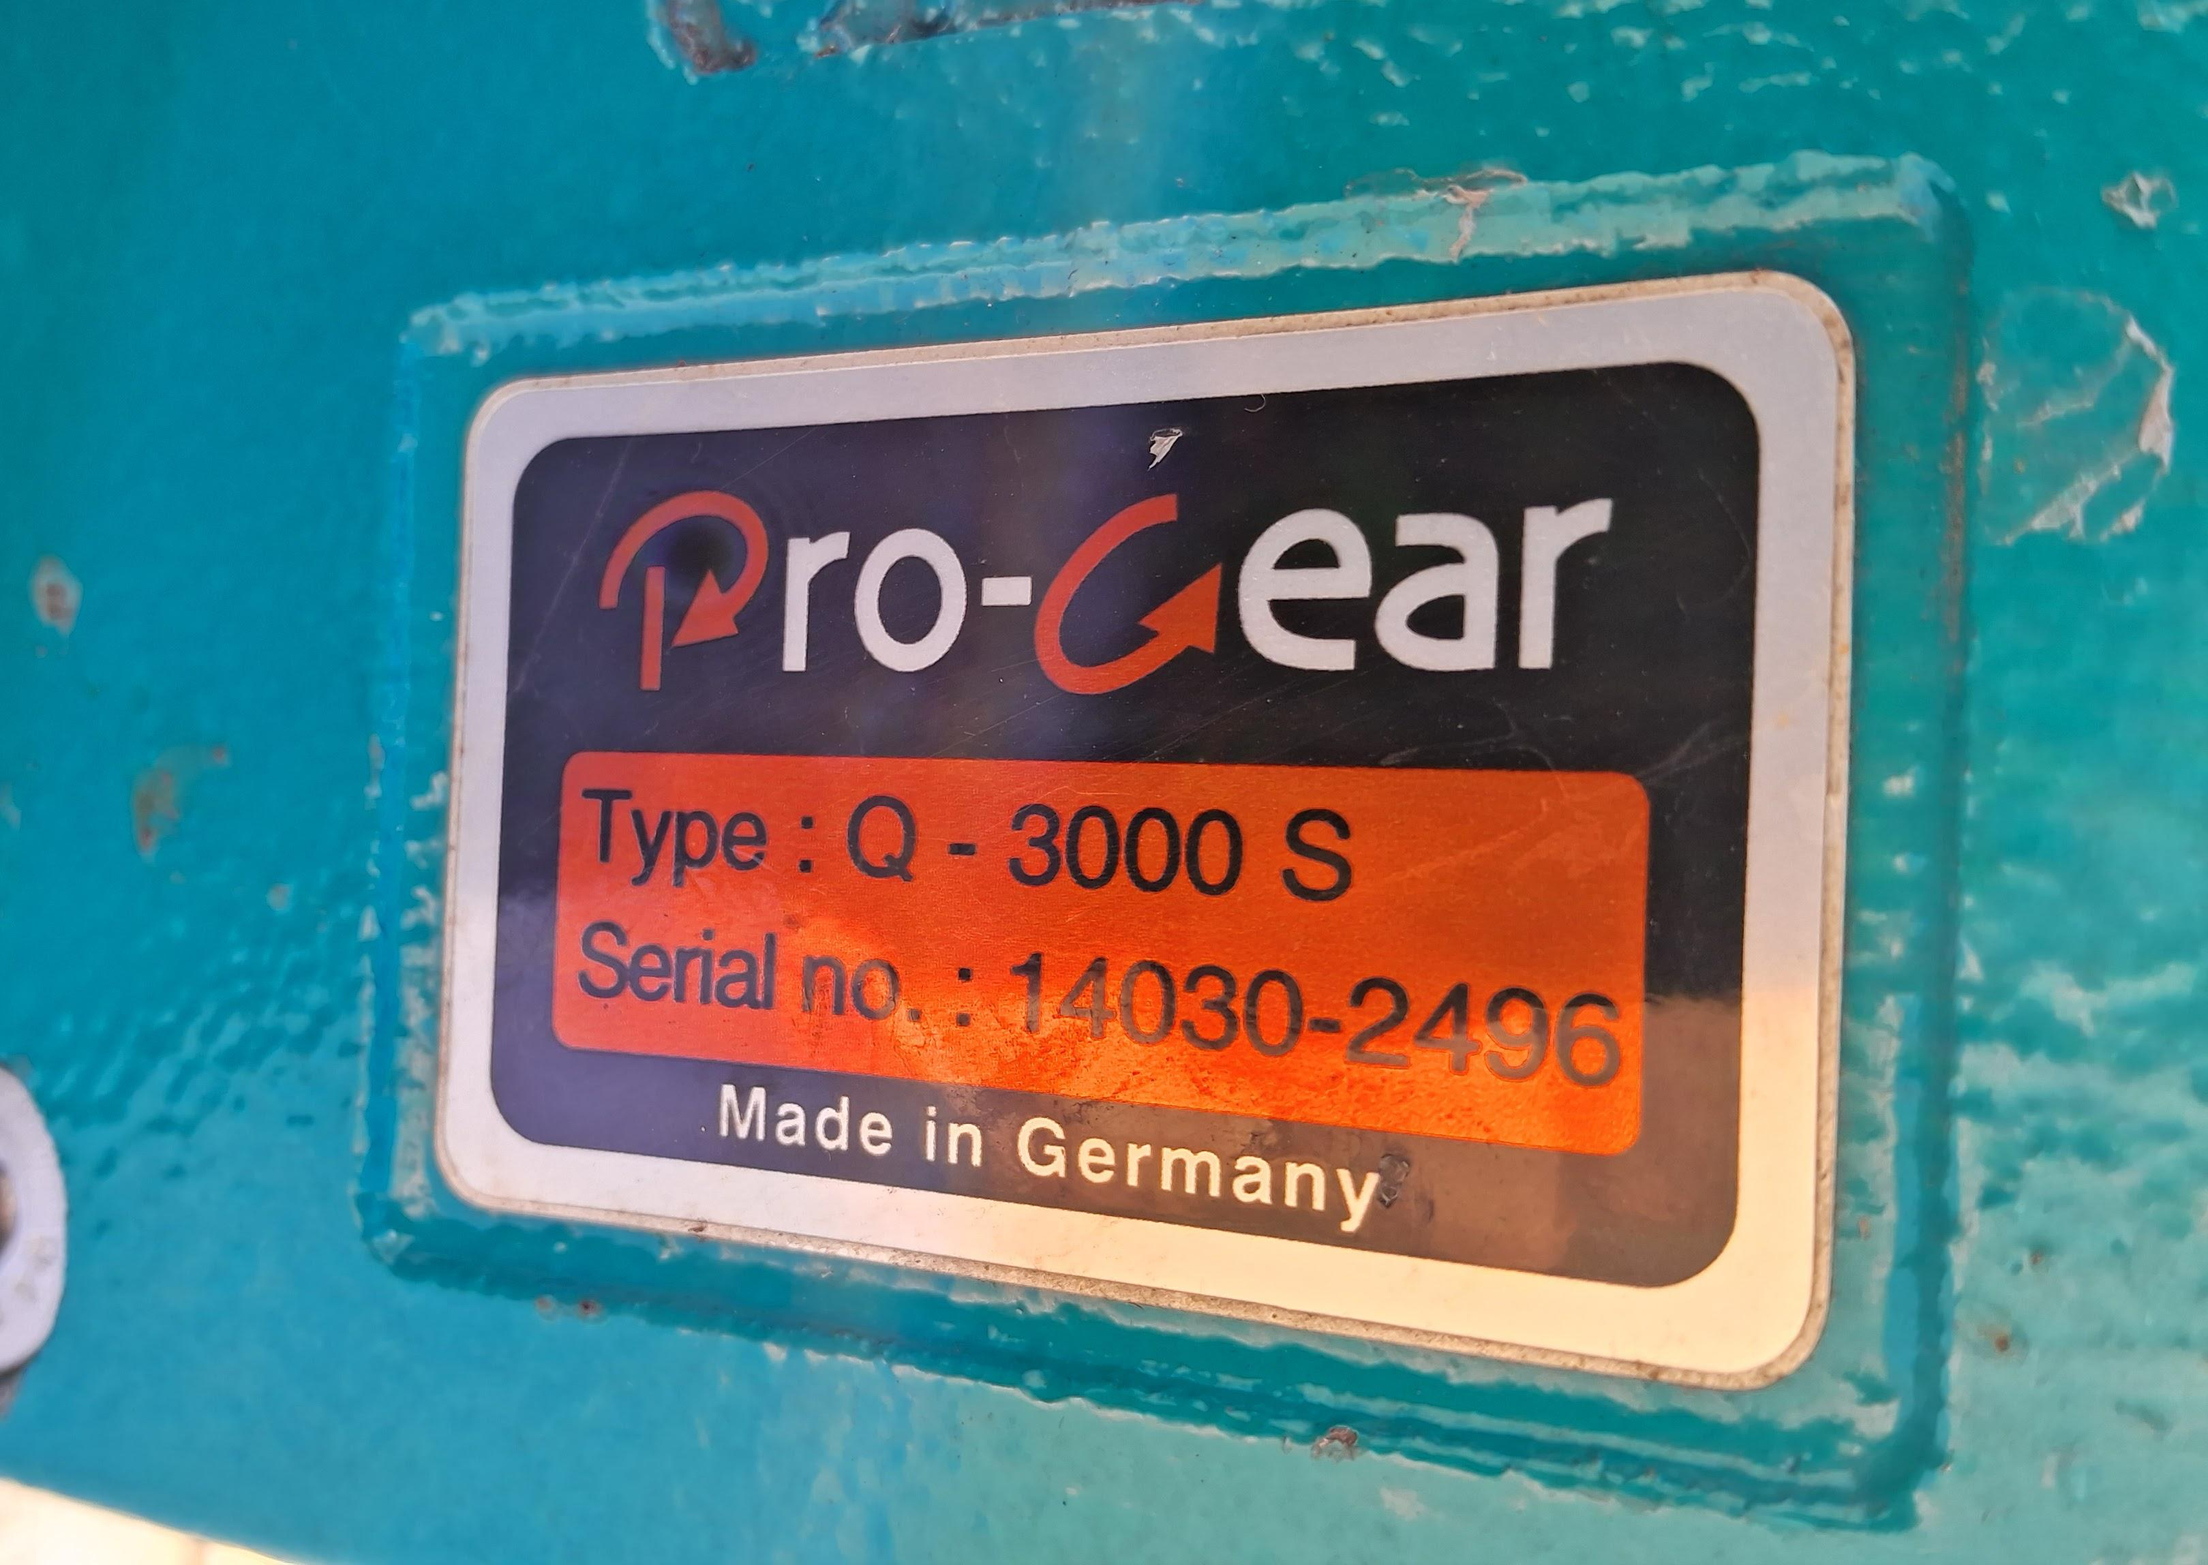 Pro-Gear
Type : Q - 3000 S
Serial no. : 14030-2496
Made in Germany